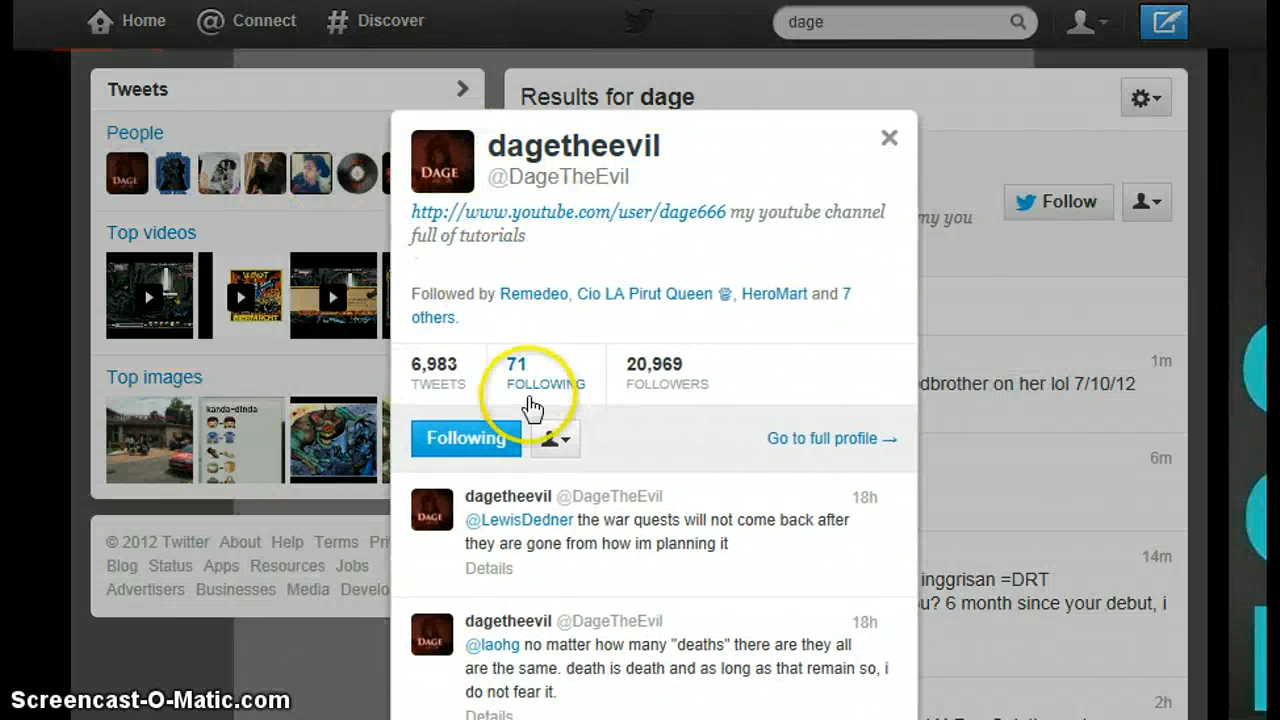 Home
Connect
Discover
dage
Tweets
People
Top videos
Top images
© 2012 Twitter About Help Terms
Blog Status Apps Resources Jobs
Advertisers Businesses Media
Results for dage
Follow
my you
dagetheevil
@DageTheEvil
http://www.youtube.com/user/dage666 my youtube channel
full of tutorials
Followed by Remedeo, Cio LA Pirut Queen ♕, HeroMart and 7
others.
6,983
TWEETS
71
FOLLOWING
20,969
FOLLOWERS
Following
Go to full profile →
dagetheevil @DageTheEvil 18h
@LewisDedner the war quests will not come back after
they are gone from how im planning it
Details
dagetheevil @DageTheEvil 18h
@laohg no matter how many "deaths" there are they all
are the same. death is death and as long as that remain so, i
do not fear it.
Details
1m
dbrother on her lol 7/10/12
6m
14m
inggrisan =DRT
u? 6 month since your debut, i
2h
DAGE
kanda-dinda
Screencast-O-Matic.com